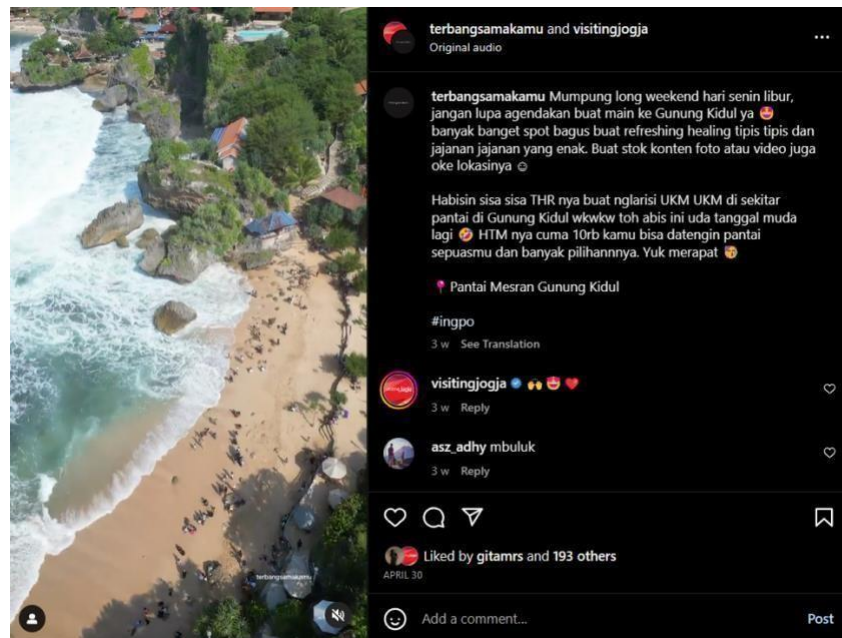 terbangsamakamu and visitingjogja
Original audio
terbangsamakamu Mumpung long weekend hari senin libur,
jangan lupa agendakan buat main ke Gunung Kidul ya 🤩
banyak banget spot bagus buat refreshing healing tipis tipis dan
jajanan jajanan yang enak. Buat stok konten foto atau video juga
oke lokasinya ☺
Habisin sisa sisa THR nya buat nglarisi UKM UKM di sekitar
pantai di Gunung Kidul wkwkw toh abis ini uda tanggal muda
lagi 🤣 HTM nya cuma 10rb kamu bisa datengin pantai
sepuasmu dan banyak pilihannnya. Yuk merapat 🥳
📍 Pantai Mesran Gunung Kidul
#ingpo
3 w See Translation
visitingjogja 🙌 🤩 ❤️
3 w Reply
asz_adhy mbuluk
3 w Reply
Liked by gitamrs and 193 others
APRIL 30
Add a comment...
Post
terbangsamakamu